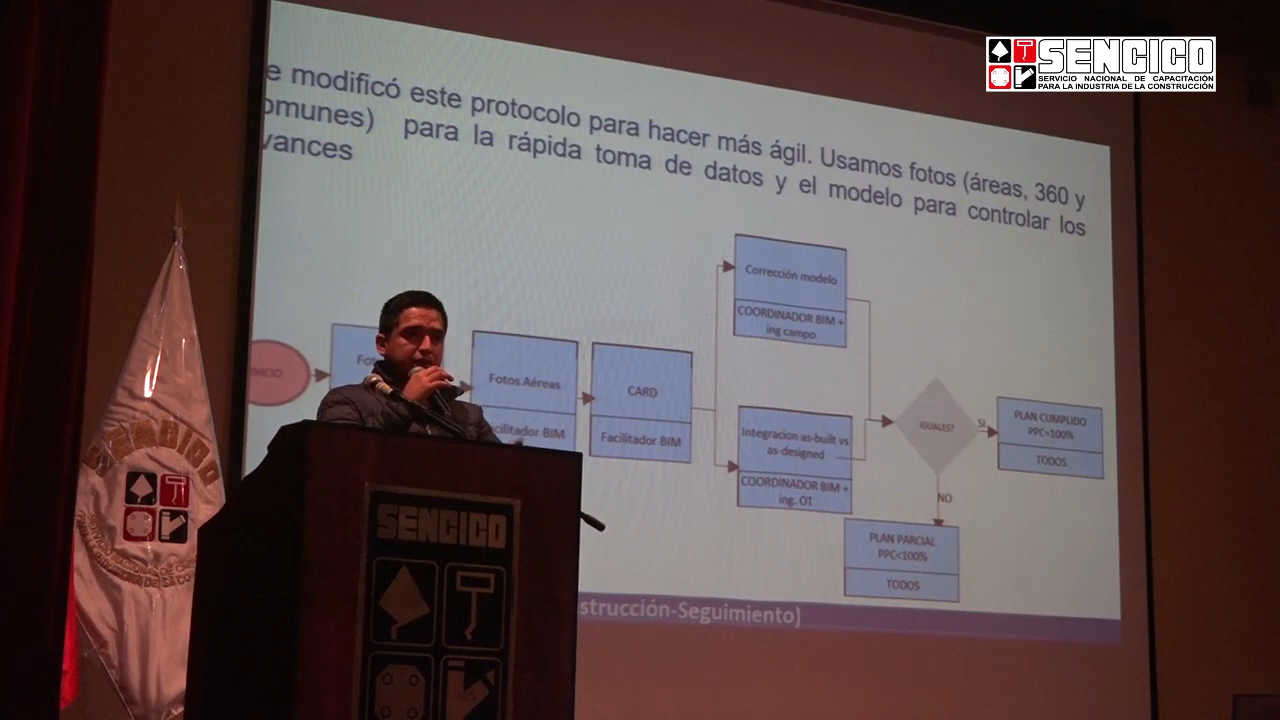 SENCICO
SERVICIO NACIONAL DE CAPACITACIÓN
PARA LA INDUSTRIA DE LA CONSTRUCCIÓN
e modificó este protocolo para hacer más ágil. Usamos fotos (áreas, 360 y
omunes) para la rápida toma de datos y el modelo para controlar los
vances
Corrección modelo
COORDINADOR BIM +
ing campo
Fotos Aéreas
Facilitador BIM
CARD
Facilitador BIM
Integracion as-built vs
as-designed
COORDINADOR BIM +
ing. OT
IGUALES?
SI
PLAN CUMPLIDO
PPC=100%
TODOS
NO
PLAN PARCIAL
PPC<100%
TODOS
strucción-Seguimiento)
SENCICO